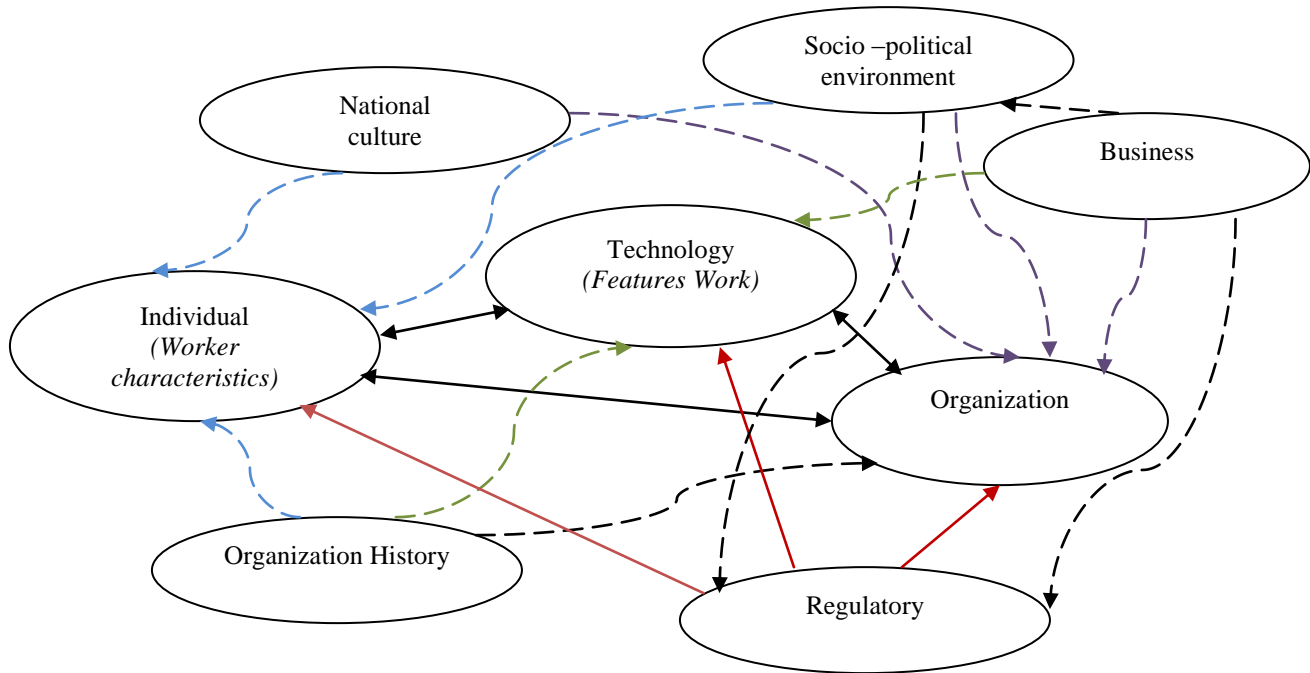 Socio –political
environment
National
culture
Business
Technology
(Features Work)
Individual
(Worker
characteristics)
Organization
Organization History
Regulatory